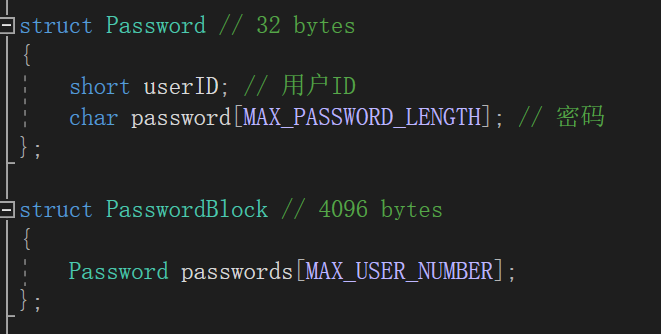 struct Password // 32 bytes
{
short userID; // 用户ID
char password[MAX_PASSWORD_LENGTH]; // 密码
};
struct PasswordBlock // 4096 bytes
{
Password passwords[MAX_USER_NUMBER];
};